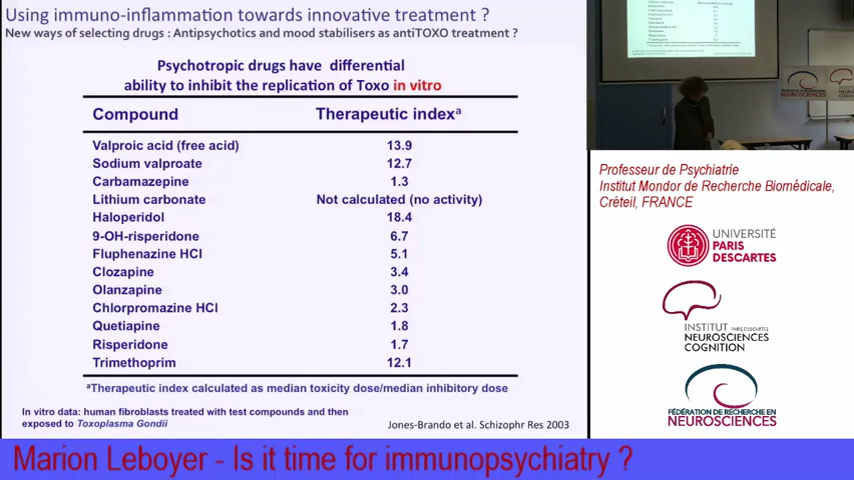 Using immuno-inflammation towards innovative treatment ?
New ways of selecting drugs : Antipsychotics and mood stabilisers as antiTOXO treatment ?
Psychotropic drugs have differential
ability to inhibit the replication of Toxo in vitro
Compound Therapeutic indexa
Valproic acid (free acid) 13.9
Sodium valproate 12.7
Carbamazepine 1.3
Lithium carbonate Not calculated (no activity)
Haloperidol 18.4
9-OH-risperidone 6.7
Fluphenazine HCl 5.1
Clozapine 3.4
Olanzapine 3.0
Chlorpromazine HCl 2.3
Quetiapine 1.8
Risperidone 1.7
Trimethoprim 12.1
aTherapeutic index calculated as median toxicity dose/median inhibitory dose
In vitro data: human fibroblasts treated with test compounds and then
exposed to Toxoplasma Gondii
Jones-Brando et al. Schizophr Res 2003
NEUROSCIENCES
NEUROSCIENCES
COGNITION
Professeur de Psychiatrie
Institut Mondor de Recherche Biomédicale,
Créteil, FRANCE
UNIVERSITÉ
PARIS
DESCARTES
INSTITUT PARIS DESCARTES
NEUROSCIENCES
COGNITION
FÉDÉRATION DE RECHERCHE EN
NEUROSCIENCES
Marion Leboyer - Is it time for immunopsychiatry ?